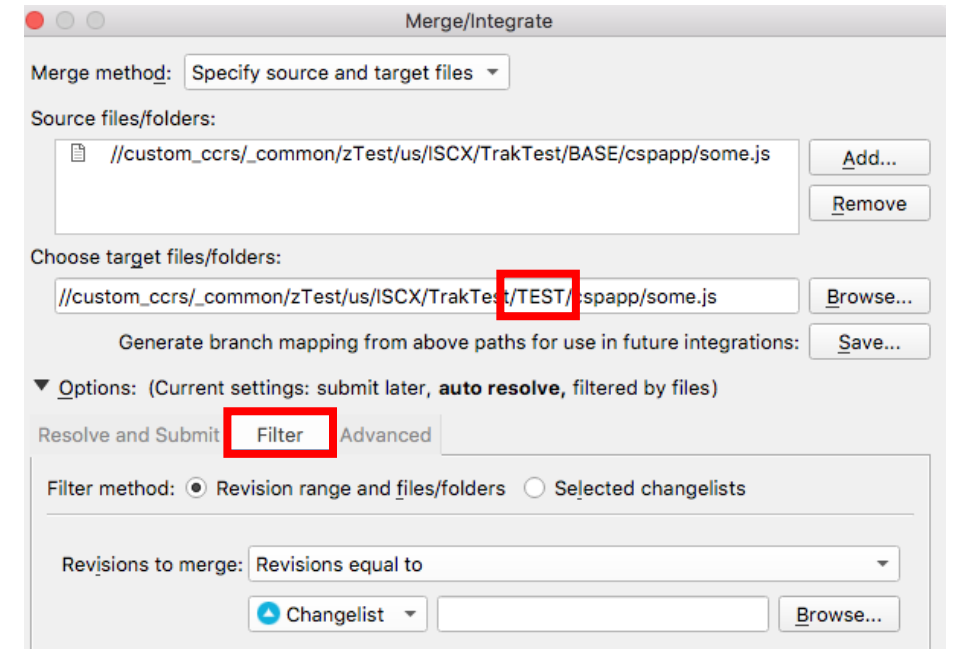 Merge/Integrate
Merge method: Specify source and target files
Source files/folders:
//custom_ccrs/_common/zTest/us/ISCX/TrakTest/BASE/cspapp/some.js
Add...
Remove
Choose target files/folders:
//custom_ccrs/_common/zTest/us/ISCX/TrakTest/TEST/cspapp/some.js Browse...
Generate branch mapping from above paths for use in future integrations: Save...
Options: (Current settings: submit later, auto resolve, filtered by files)
Resolve and Submit Filter Advanced
Filter method: Revision range and files/folders Selected changelists
Revisions to merge: Revisions equal to
Changelist Browse...